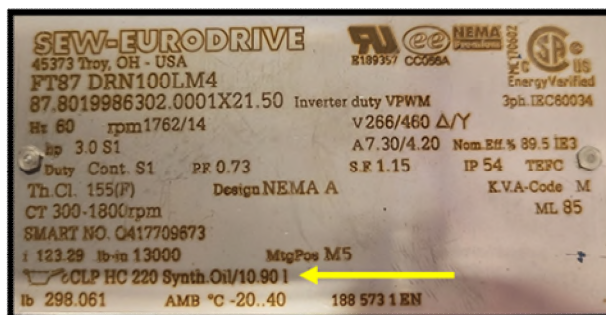 SEW-EURODRIVE
45373 Troy, OH - USA
E189357 CC056A
NEMA
Premium
C US
Energy Verified
FT87 DRN100LM4
87.8019986302.0001X21.50 Inverter duty VPWM 3ph.IEC60034
Hz 60 rpm1762/14 V 266/460 Δ/Y
hp 3.0 S1 A 7.30/4.20 Nom.Eff.% 89.5 IE3
Duty Cont. S1 PF 0.73 S.F. 1.15 IP 54 TEFC
Th.Cl. 155(F) Design NEMA A K.V.A-Code M
CT 300-1800rpm ML 85
SMART NO. 0417709673
i 123.29 lb-in 13000 MtgPos M5
CLP HC 220 Synth.Oil/10.90 l
lb 298.061 AMB °C -20..40 188 573 1 EN